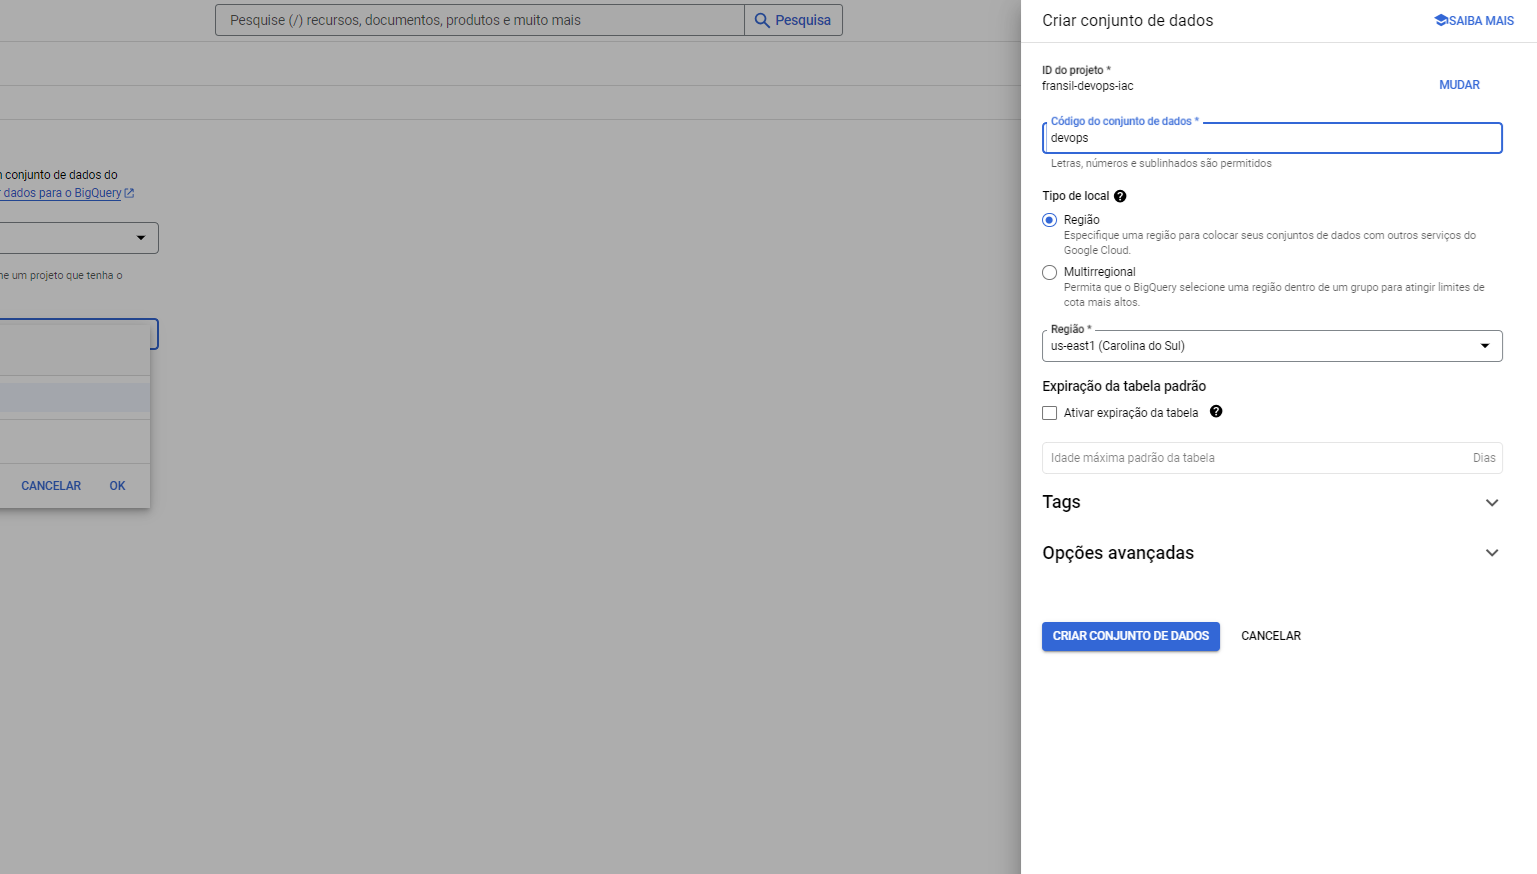 Pesquise (/) recursos, documentos, produtos e muito mais
Pesquisa
conjunto de dados do
dados para o BigQuery
um projeto que tenha o
CANCELAR OK
Criar conjunto de dados
SAIBA MAIS
ID do projeto *
fransil-devops-iac
MUDAR
Código do conjunto de dados *
devops
Letras, números e sublinhados são permitidos
Tipo de local
Região
Especifique uma região para colocar seus conjuntos de dados com outros serviços do
Google Cloud.
Multirregional
Permita que o BigQuery selecione uma região dentro de um grupo para atingir limites de
cota mais altos.
Região *
us-east1 (Carolina do Sul)
Expiração da tabela padrão
Ativar expiração da tabela
Idade máxima padrão da tabela
Dias
Tags
Opções avançadas
CRIAR CONJUNTO DE DADOS
CANCELAR